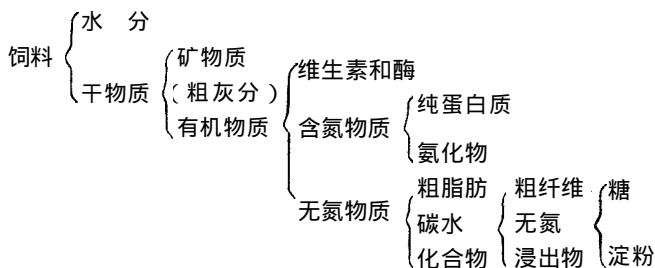 水 分
饲料
矿物质
干物质
(粗灰分)
有机物质
维生素和酶
含氮物质
纯蛋白质
氨化物
无氮物质
粗脂肪
碳水
化合物
粗纤维
无氮
浸出物
糖
淀粉